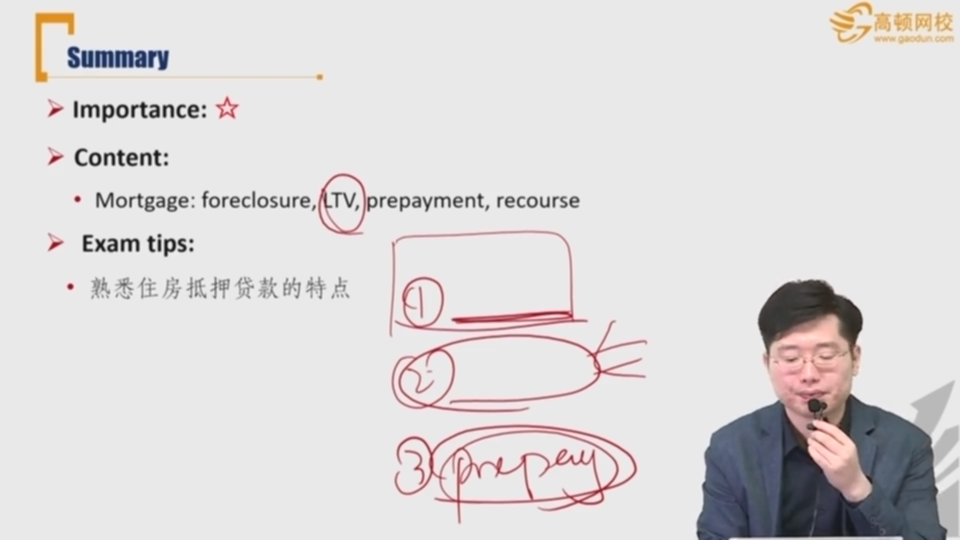 高顿网校
www.gaodun.com
Summary
Importance:
Content:
Mortgage: foreclosure, LTV, prepayment, recourse
Exam tips:
熟悉住房抵押贷款的特点
1
2
3 prepay